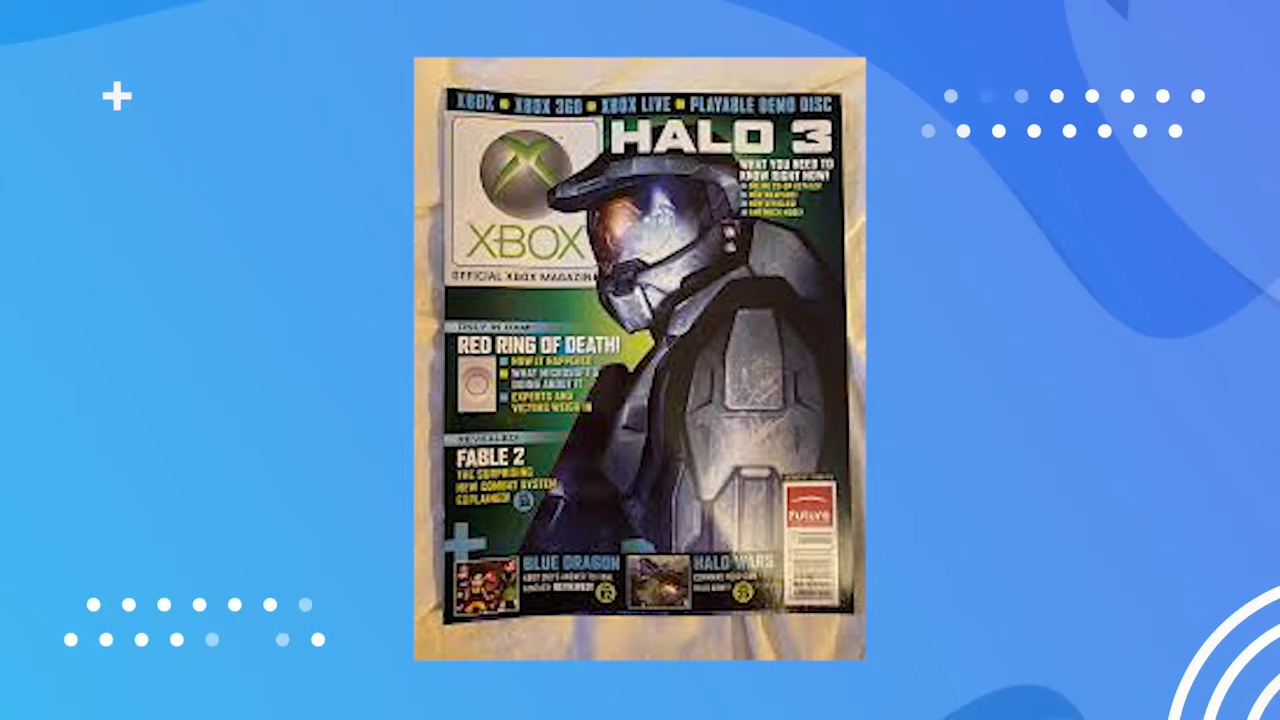 XBOX XBOX 360 XBOX LIVE PLAYABLE DEMO DISC
HALO 3
WHAT YOU NEED TO
KNOW RIGHT NOW!
XBOX
OFFICIAL XBOX MAGAZINE
RED RING OF DEATH!
HOW IT HAPPENED
WHAT MICROSOFT'S
DOING ABOUT IT
EXPERTS AND
VICTIMS WEIGH IN
REVEALED!
FABLE 2
THE SURPRISING
NEW COMBAT SYSTEM
EXPLAINED!
BLUE DRAGON
HALO WARS
Future